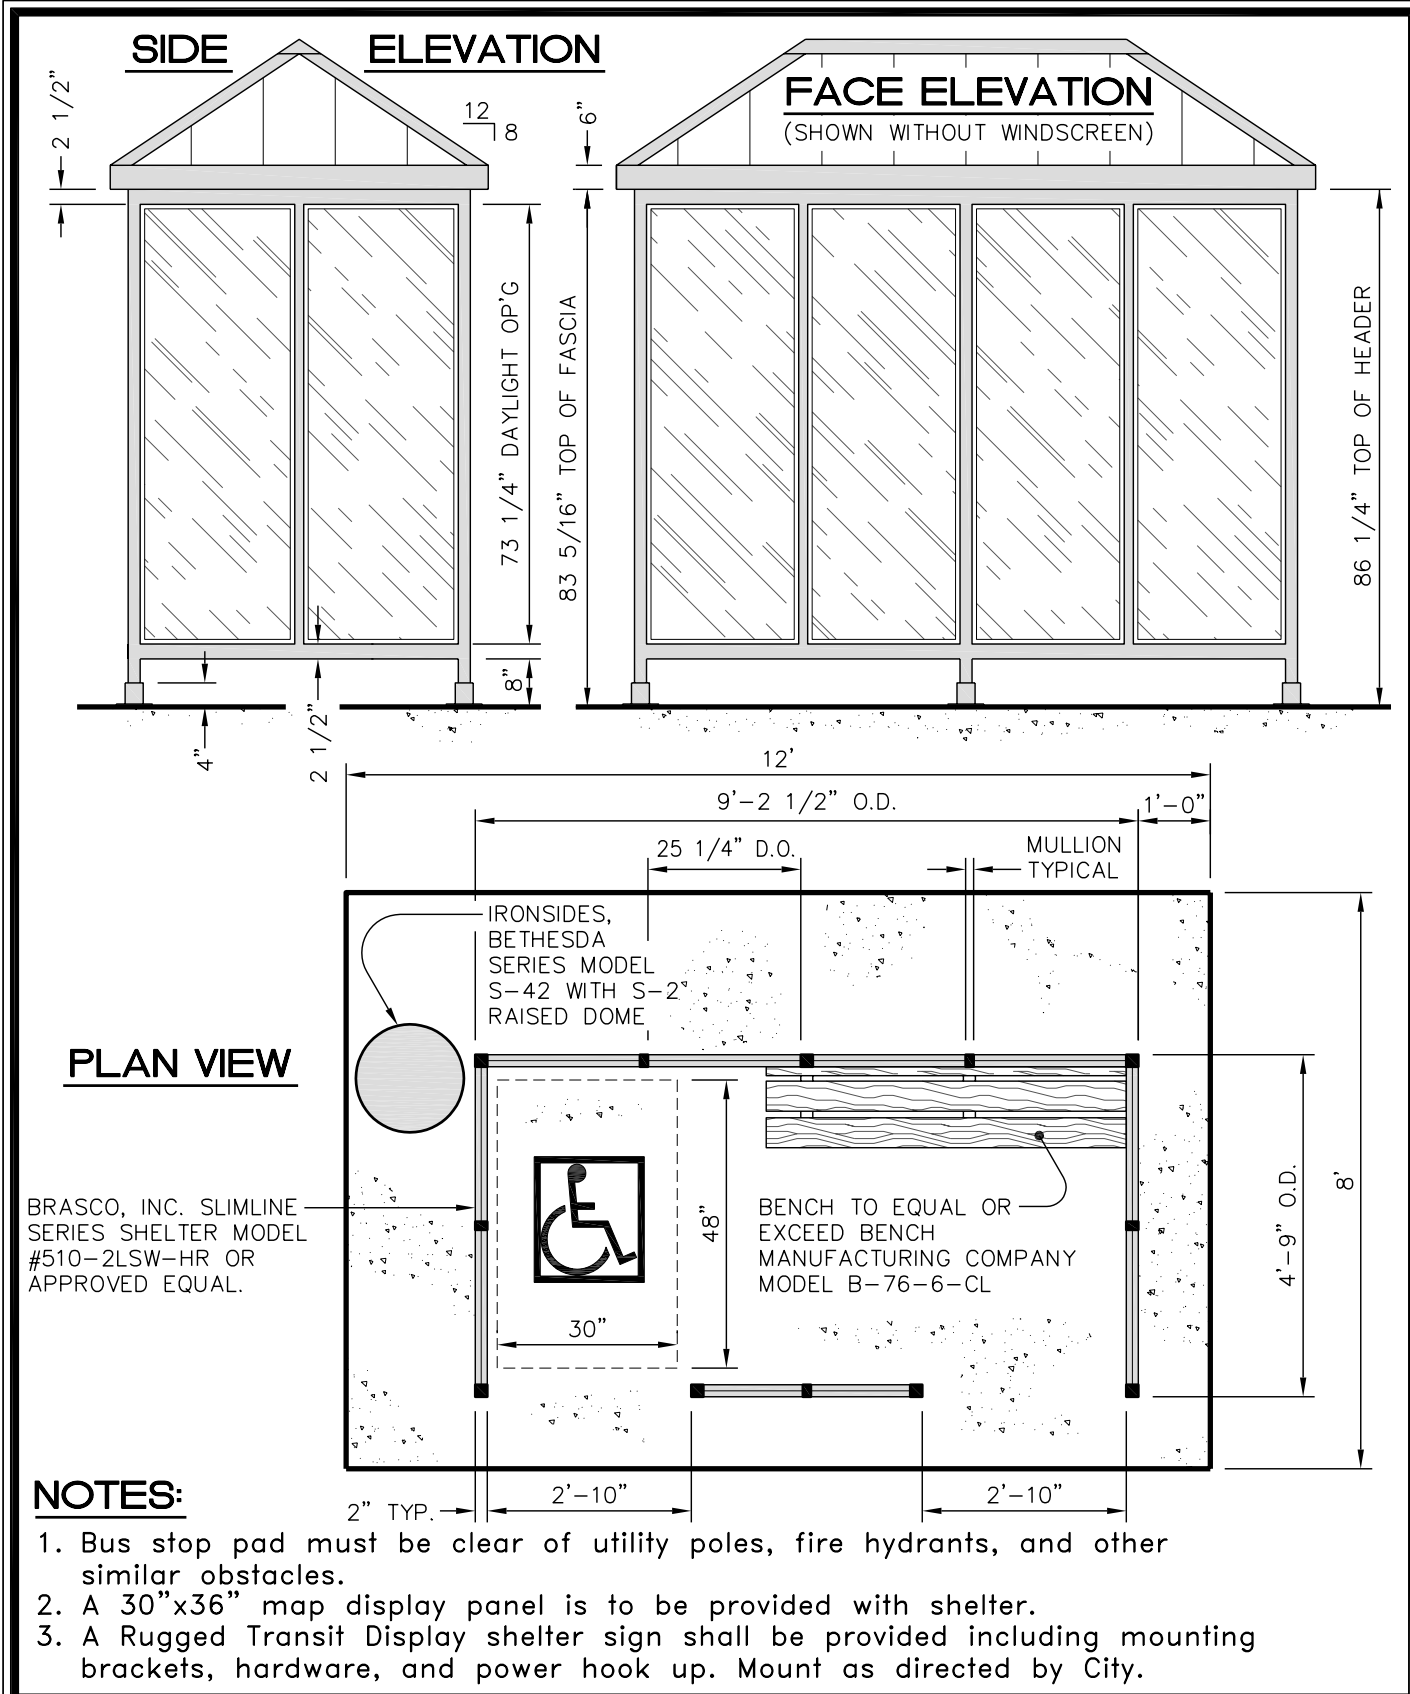 SIDE ELEVATION
FACE ELEVATION
(SHOWN WITHOUT WINDSCREEN)
2 1/2"
12
8
6"
73 1/4" DAYLIGHT OP'G
83 5/16" TOP OF FASCIA
86 1/4" TOP OF HEADER
8"
4"
2 1/2"
12'
9'-2 1/2" O.D.
1'-0"
25 1/4" D.O.
MULLION
TYPICAL
IRONSIDES,
BETHESDA
SERIES MODEL
S-42 WITH S-2
RAISED DOME
PLAN VIEW
BRASCO, INC. SLIMLINE
SERIES SHELTER MODEL
#510-2LSW-HR OR
APPROVED EQUAL.
48"
30"
BENCH TO EQUAL OR
EXCEED BENCH
MANUFACTURING COMPANY
MODEL B-76-6-CL
4'-9" O.D.
8'
2" TYP.
2'-10"
2'-10"
NOTES:
1. Bus stop pad must be clear of utility poles, fire hydrants, and other
similar obstacles.
2. A 30"x36" map display panel is to be provided with shelter.
3. A Rugged Transit Display shelter sign shall be provided including mounting
brackets, hardware, and power hook up. Mount as directed by City.